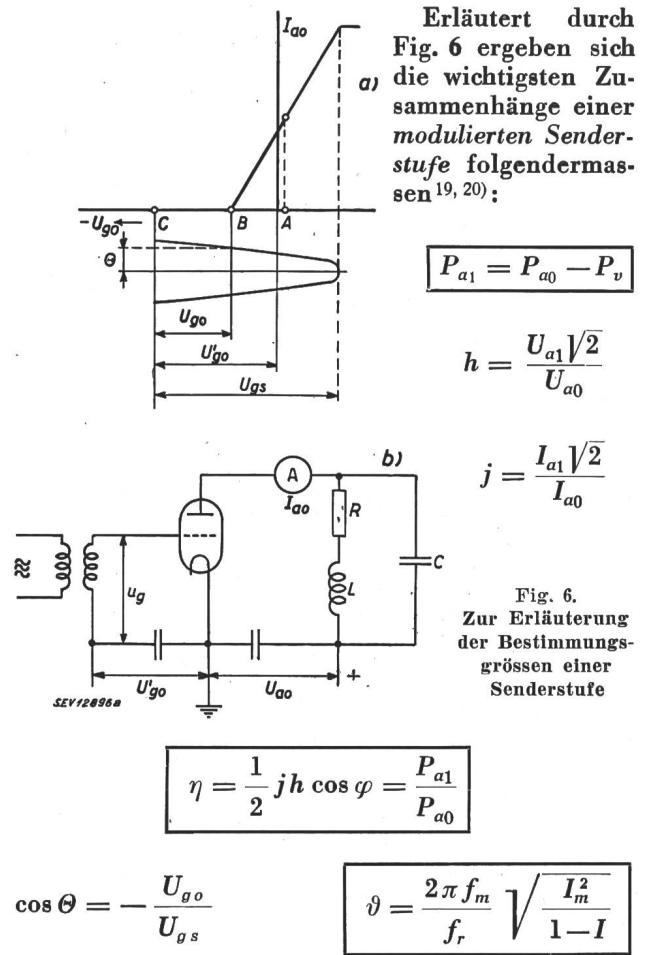 Erläutert durch
Fig. 6 ergeben sich
die wichtigsten Zu-
sammenhänge einer
modulierten Sender-
stufe folgendermas-
sen 19, 20):
I_ao
a)
-U_go C B A
Θ
U_go
U'_go
U_gs
P_a1 = P_a0 − P_v
h = U_a1 √2 / U_a0
j = I_a1 √2 / I_a0
b)
A
I_ao
R
L
C
u_g
U'_go U_ao +
SEV12896a
Fig. 6.
Zur Erläuterung
der Bestimmungs-
grössen einer
Senderstufe
η = 1/2 j h cos φ = P_a1 / P_a0
cos Θ = − U_go / U_gs
ϑ = 2 π f_m / f_r √(I_m^2 / 1 − I)